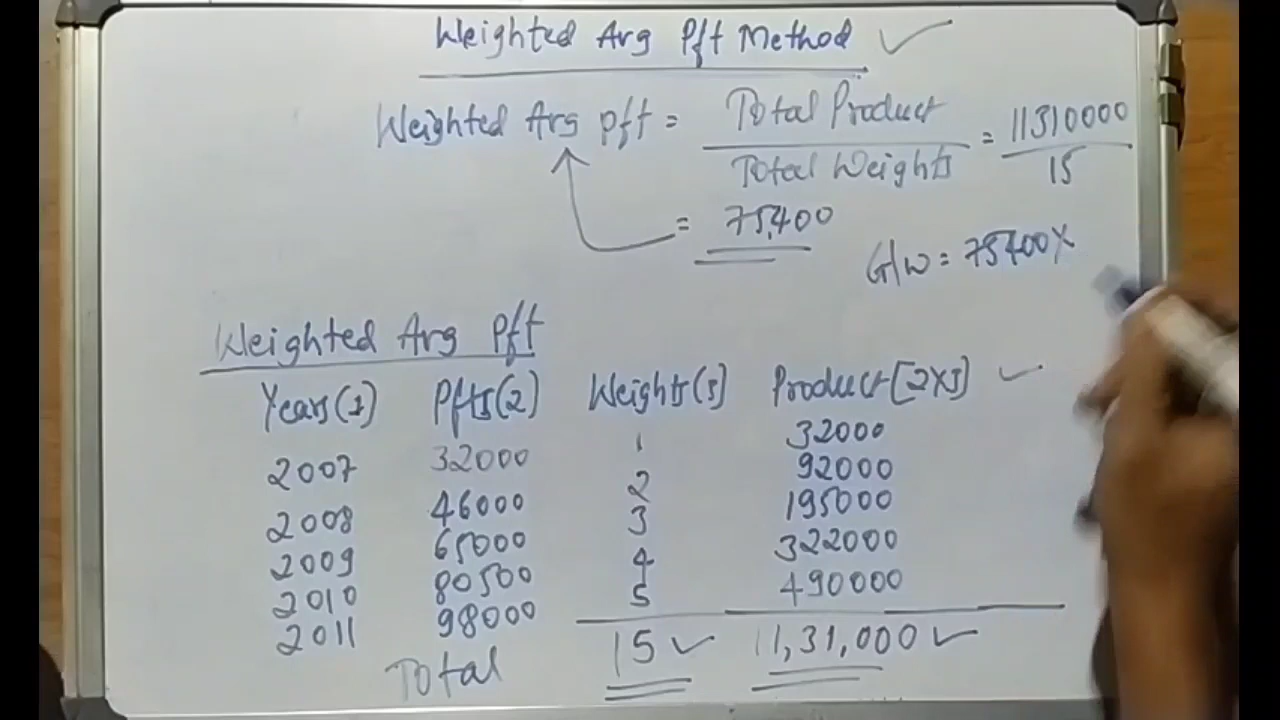 Weighted Avg Pft Method ✓
Weighted Avg pft = Total Product / Total Weights = 11310000 / 15
= 75,400
G/W = 75400 X
Weighted Avg Pft
Years(1) Pfts(2) Weights(3) Product[2X3] ✓
2007 32000 1 32000
2008 46000 2 92000
2009 65000 3 195000
2010 80500 4 322000
2011 98000 5 490000
Total 15 ✓ 11,31,000 ✓